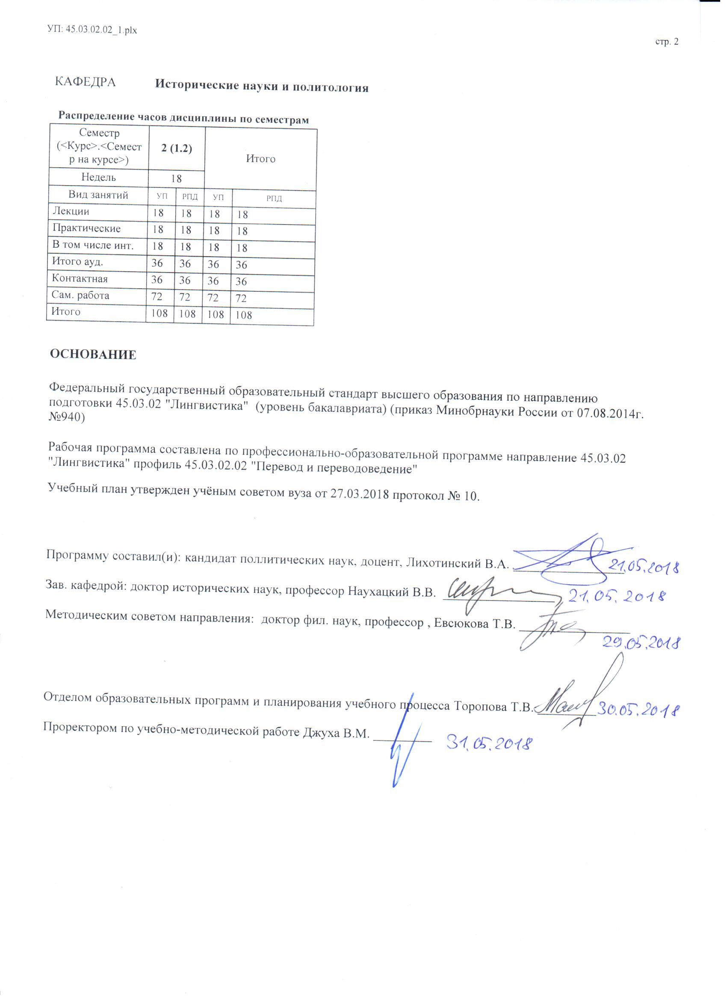 УП: 45.03.02.02_1.plx
стр. 2
КАФЕДРА Исторические науки и политология
Распределение часов дисциплины по семестрам
Семестр
(<Курс>.<Семест
р на курсе>)
2 (1.2)
Итого
Недель 18
Вид занятий УП РПД УП РПД
Лекции 18 18 18 18
Практические 18 18 18 18
В том числе инт. 18 18 18 18
Итого ауд. 36 36 36 36
Контактная 36 36 36 36
Сам. работа 72 72 72 72
Итого 108 108 108 108
ОСНОВАНИЕ
Федеральный государственный образовательный стандарт высшего образования по направлению
подготовки 45.03.02 "Лингвистика" (уровень бакалавриата) (приказ Минобрнауки России от 07.08.2014г.
№940)
Рабочая программа составлена по профессионально-образовательной программе направление 45.03.02
"Лингвистика" профиль 45.03.02.02 "Перевод и переводоведение"
Учебный план утвержден учёным советом вуза от 27.03.2018 протокол № 10.
Программу составил(и): кандидат поллитических наук, доцент, Лихотинский В.А. 21.05.2018
Зав. кафедрой: доктор исторических наук, профессор Наухацкий В.В. 21.05.2018
Методическим советом направления: доктор фил. наук, профессор , Евсюкова Т.В.
29.05.2018
Отделом образовательных программ и планирования учебного процесса Торопова Т.В. 30.05.2018
Проректором по учебно-методической работе Джуха В.М. 31.05.2018